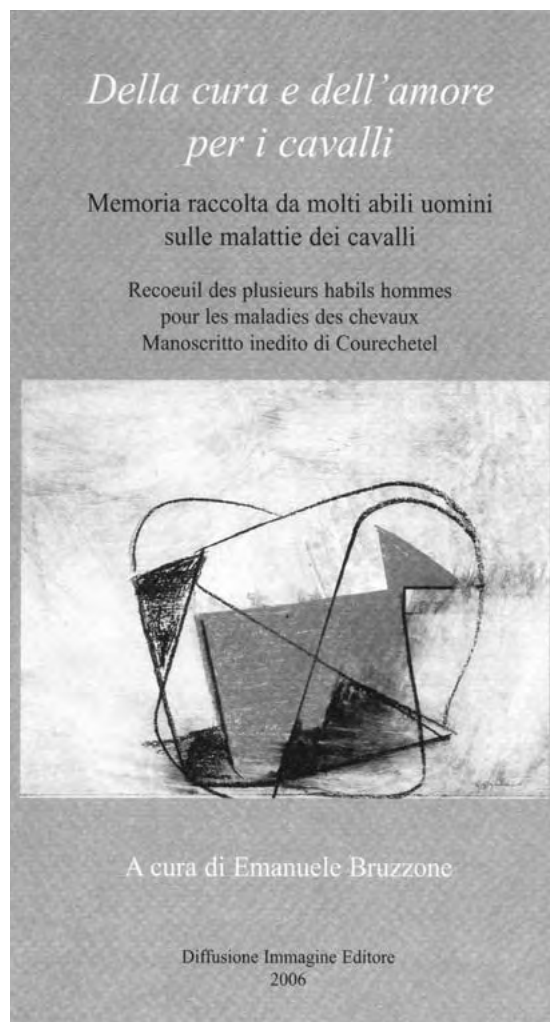 Della cura e dell'amore
per i cavalli
Memoria raccolta da molti abili uomini
sulle malattie dei cavalli
Recoeuil des plusieurs habils hommes
pour les maladies des chevaux
Manoscritto inedito di Courechetel
A cura di Emanuele Bruzzone
Diffusione Immagine Editore
2006